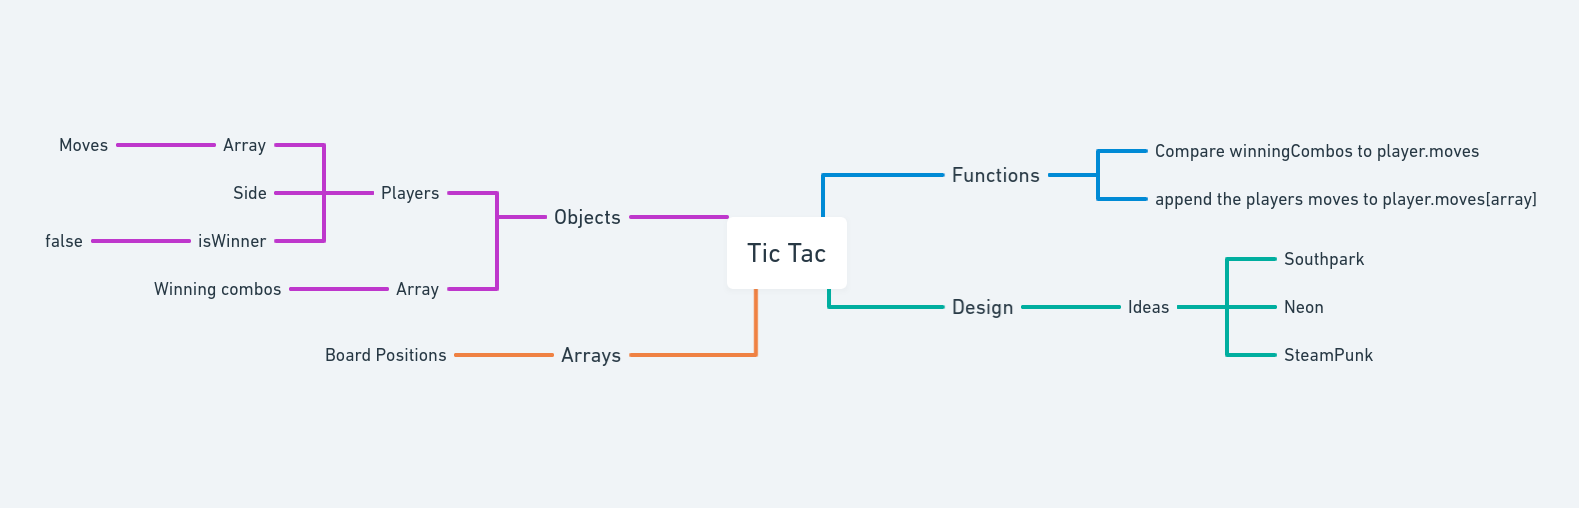 Tic Tac
Objects
Players
Array
Moves
Side
isWinner
false
Array
Winning combos
Arrays
Board Positions
Functions
Compare winningCombos to player.moves
append the players moves to player.moves[array]
Design
Ideas
Southpark
Neon
SteamPunk